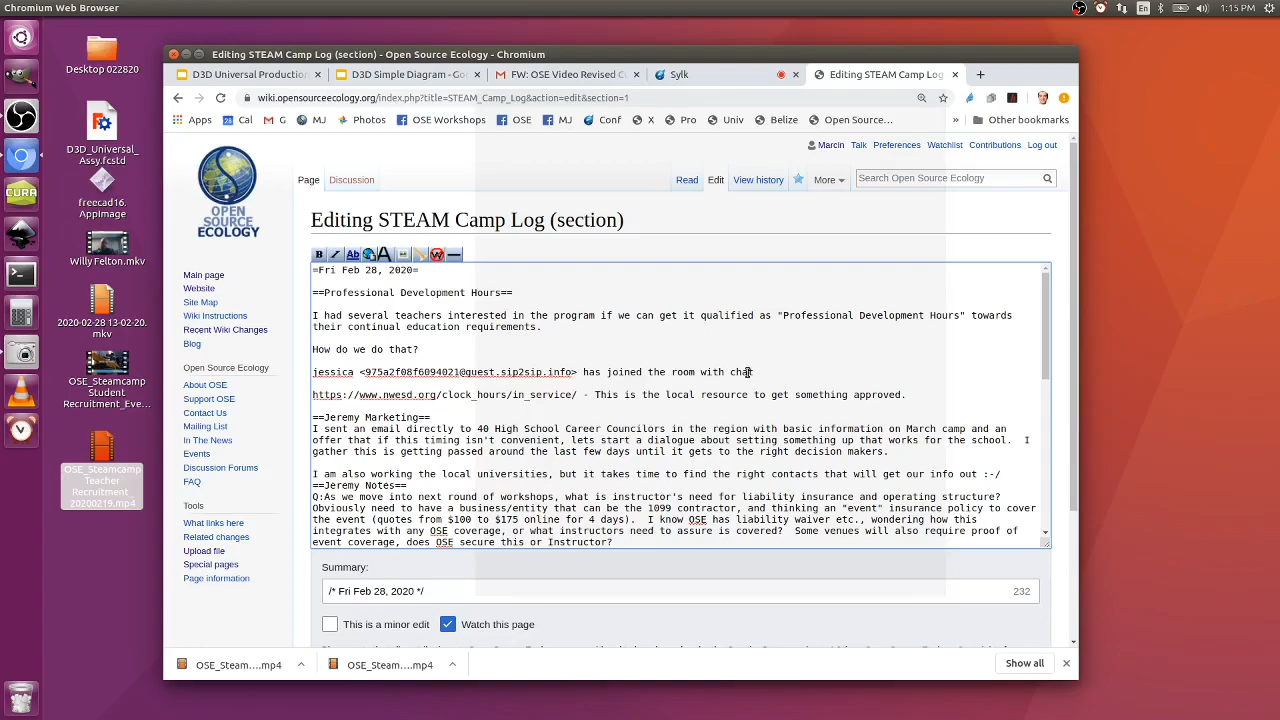 Chromium Web Browser
En
1:15 PM
Desktop 022820
D3D_Universal_
Assy.fcstd
freecad16.
AppImage
Willy Felton.mkv
2020-02-28 13-02-20.
mkv
OSE_Steamcamp
Student
Recruitment_Eve...
OSE_Steamcamp
Teacher
Recruitment
20200219.mp4
CURA
Editing STEAM Camp Log (section) - Open Source Ecology - Chromium
D3D Universal Production
D3D Simple Diagram - Goo
FW: OSE Video Revised C
Sylk
Editing STEAM Camp Log
wiki.opensourceecology.org/index.php?title=STEAM_Camp_Log&action=edit&section=1
Apps
Cal
G
MJ
Photos
OSE Workshops
OSE
MJ
Conf
X
Pro
Univ
Belize
Open Source...
»
Other bookmarks
Marcin
Talk
Preferences
Watchlist
Contributions
Log out
OPEN SOURCE
ECOLOGY
Page
Discussion
Read
Edit
View history
More
Search Open Source Ecology
Editing STEAM Camp Log (section)
Main page
Website
Site Map
Wiki Instructions
Recent Wiki Changes
Blog
Open Source Ecology
About OSE
Support OSE
Contact Us
Mailing List
In The News
Events
Discussion Forums
FAQ
Tools
What links here
Related changes
Upload file
Special pages
Page information
B I Ab A W
=Fri Feb 28, 2020=
==Professional Development Hours==
I had several teachers interested in the program if we can get it qualified as "Professional Development Hours" towards
their continual education requirements.
How do we do that?
jessica <975a2f08f6094021@guest.sip2sip.info> has joined the room with chat
https://www.nwesd.org/clock_hours/in_service/ - This is the local resource to get something approved.
==Jeremy Marketing==
I sent an email directly to 40 High School Career Councilors in the region with basic information on March camp and an
offer that if this timing isn't convenient, lets start a dialogue about setting something up that works for the school.  I
gather this is getting passed around the last few days until it gets to the right decision makers.
I am also working the local universities, but it takes time to find the right contacts that will get our info out :-/
==Jeremy Notes==
Q:As we move into next round of workshops, what is instructor's need for liability insurance and operating structure?
Obviously need to have a business/entity that can be the 1099 contractor, and thinking an "event" insurance policy to cover
the event (quotes from $100 to $175 online for 4 days).  I know OSE has liability waiver etc., wondering how this
integrates with any OSE coverage, or what instructors need to assure is covered?  Some venues will also require proof of
event coverage, does OSE secure this or Instructor?
Summary:
/* Fri Feb 28, 2020 */
232
This is a minor edit
Watch this page
OSE_Steam....mp4
OSE_Steam....mp4
Show all